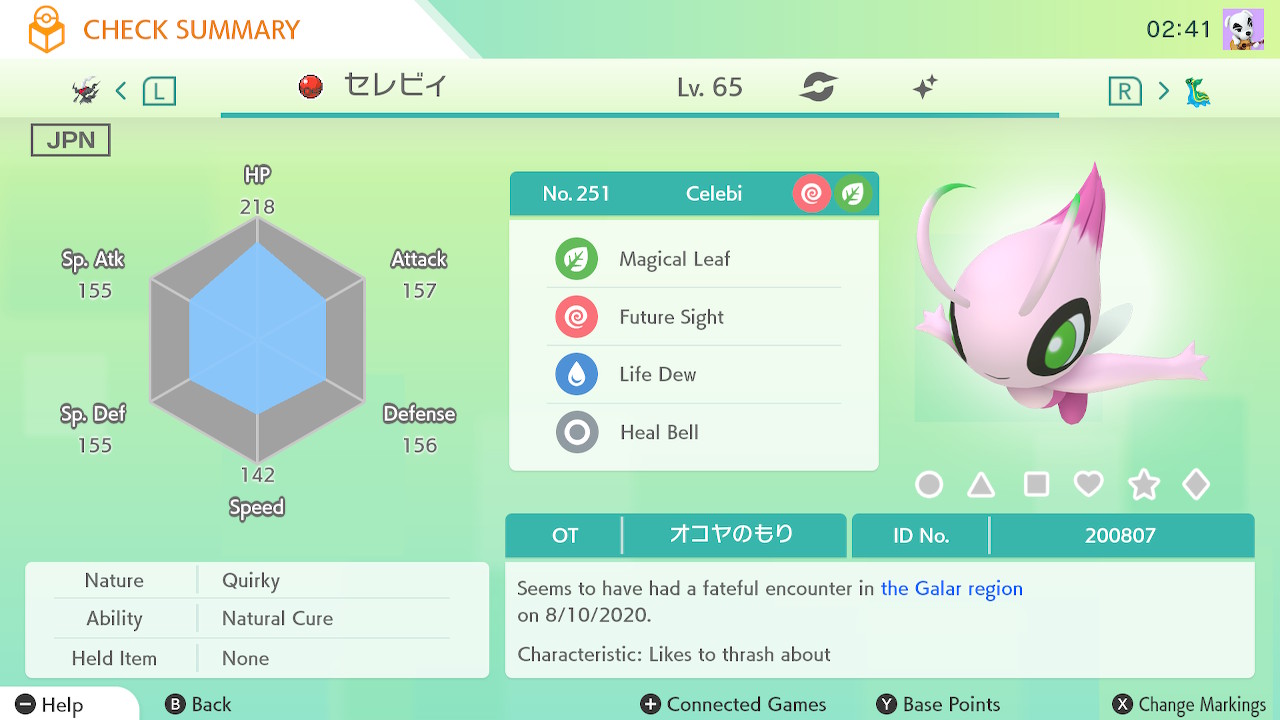 CHECK SUMMARY
02:41
L
セレビィ
Lv. 65
R
JPN
HP
218
Sp. Atk
155
Attack
157
Sp. Def
155
Defense
156
142
Speed
No. 251 Celebi
Magical Leaf
Future Sight
Life Dew
Heal Bell
OT オコヤのもり
ID No. 200807
Seems to have had a fateful encounter in the Galar region
on 8/10/2020.
Characteristic: Likes to thrash about
Nature Quirky
Ability Natural Cure
Held Item None
Help
B Back
Connected Games
Y Base Points
X Change Markings